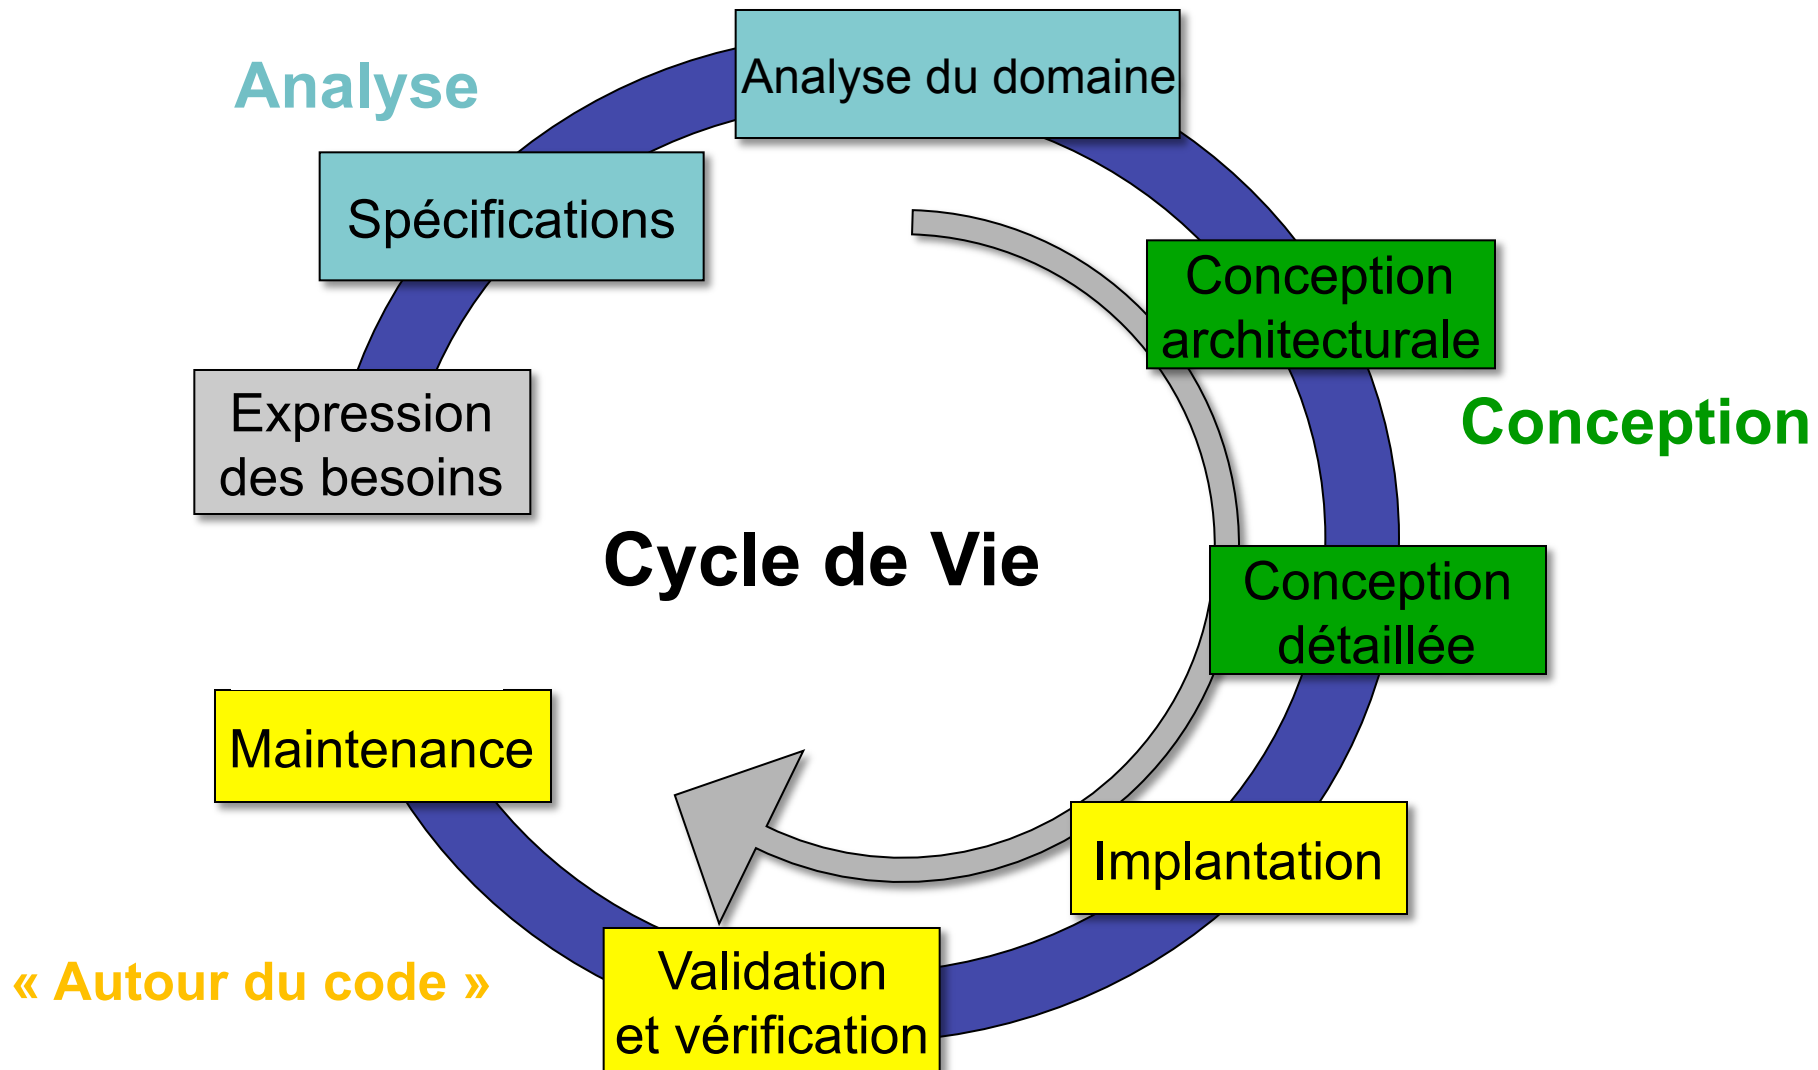 Analyse
Analyse du domaine
Spécifications
Conception
architecturale
Expression
des besoins
Conception
Cycle de Vie
Conception
détaillée
Maintenance
Implantation
« Autour du code »
Validation
et vérification